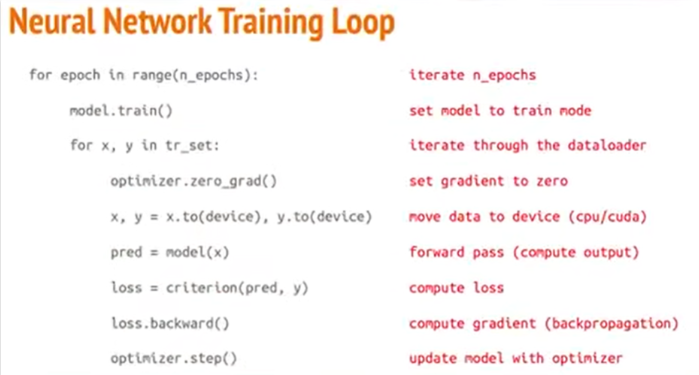 Neural Network Training Loop
for epoch in range(n_epochs): iterate n_epochs
model.train() set model to train mode
for x, y in tr_set: iterate through the dataloader
optimizer.zero_grad() set gradient to zero
x, y = x.to(device), y.to(device) move data to device (cpu/cuda)
pred = model(x) forward pass (compute output)
loss = criterion(pred, y) compute loss
loss.backward() compute gradient (backpropagation)
optimizer.step() update model with optimizer